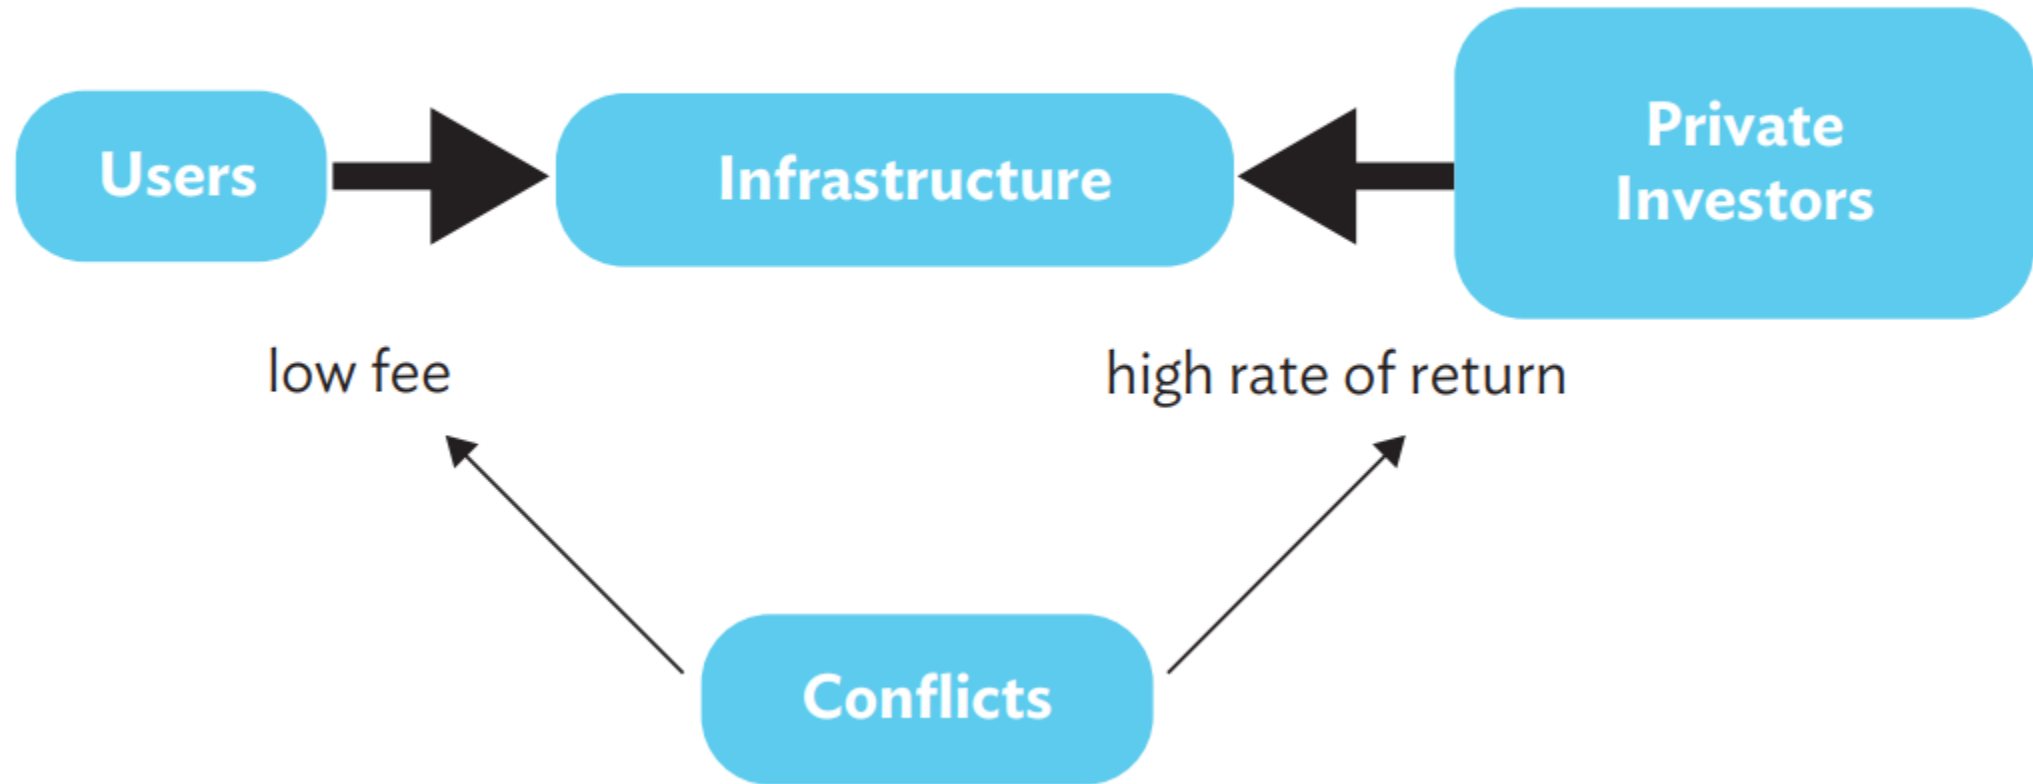 Users
Infrastructure
Private
Investors
low fee
high rate of return
Conflicts